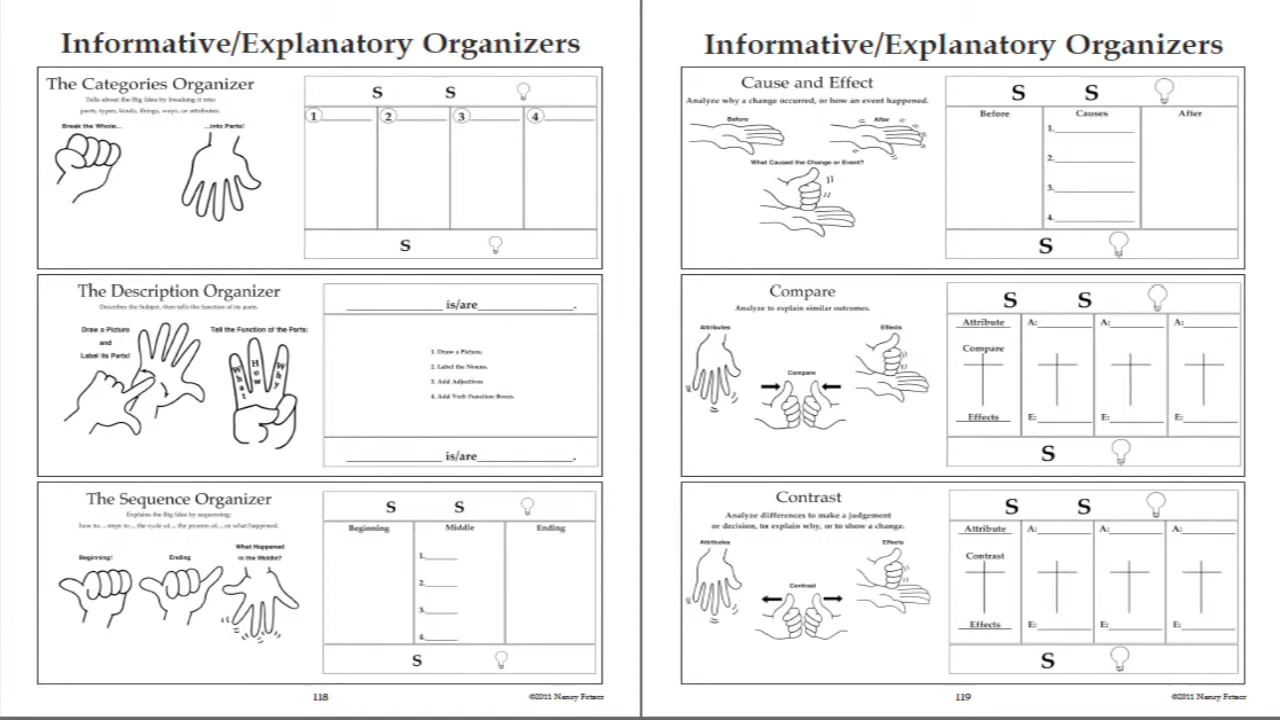 Informative/Explanatory Organizers
The Categories Organizer
Tells about the Big Idea by breaking it into
parts, types, kinds, things, ways, or attributes.
Break the Whole...
...Into Parts!
S S
1 2 3 4
S
The Description Organizer
Describes the Subject, then tells the function of its parts.
Draw a Picture
and
Label its Parts!
Tell the Function of the Parts:
What
How
Why
is/are .
1. Draw a Picture.
2. Label the Nouns.
3. Add Adjectives
4. Add Verb Function Boxes.
is/are .
The Sequence Organizer
Explains the Big Idea by sequencing:
how to... steps to... the cycle of... the process of... or what happened.
Beginning!
Ending
What Happened
in the Middle?
S S
Beginning Middle Ending
1.
2.
3.
4.
S
118
©2011 Nancy Fetzer
Informative/Explanatory Organizers
Cause and Effect
Analyze why a change occurred, or how an event happened.
Before
After
What Caused the Change or Event?
S S
Before Causes After
1.
2.
3.
4.
S
Compare
Analyze to explain similar outcomes.
Attributes
Effects
Compare
S S
Attribute A: A: A:
Compare
Effects E: E: E:
S
Contrast
Analyze differences to make a judgement
or decision, to explain why, or to show a change.
Attributes
Effects
Contrast
S S
Attribute A: A: A:
Contrast
Effects E: E: E:
S
119
©2011 Nancy Fetzer